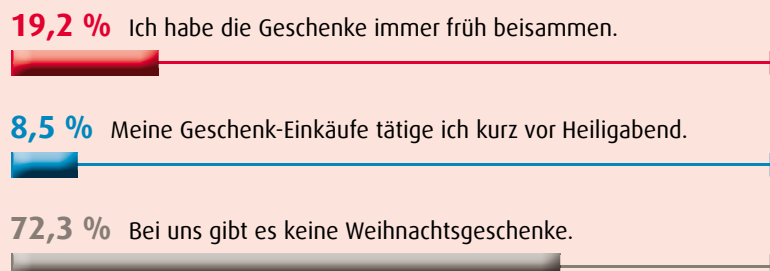 19,2 % Ich habe die Geschenke immer früh beisammen.
8,5 % Meine Geschenk-Einkäufe tätige ich kurz vor Heiligabend.
72,3 % Bei uns gibt es keine Weihnachtsgeschenke.